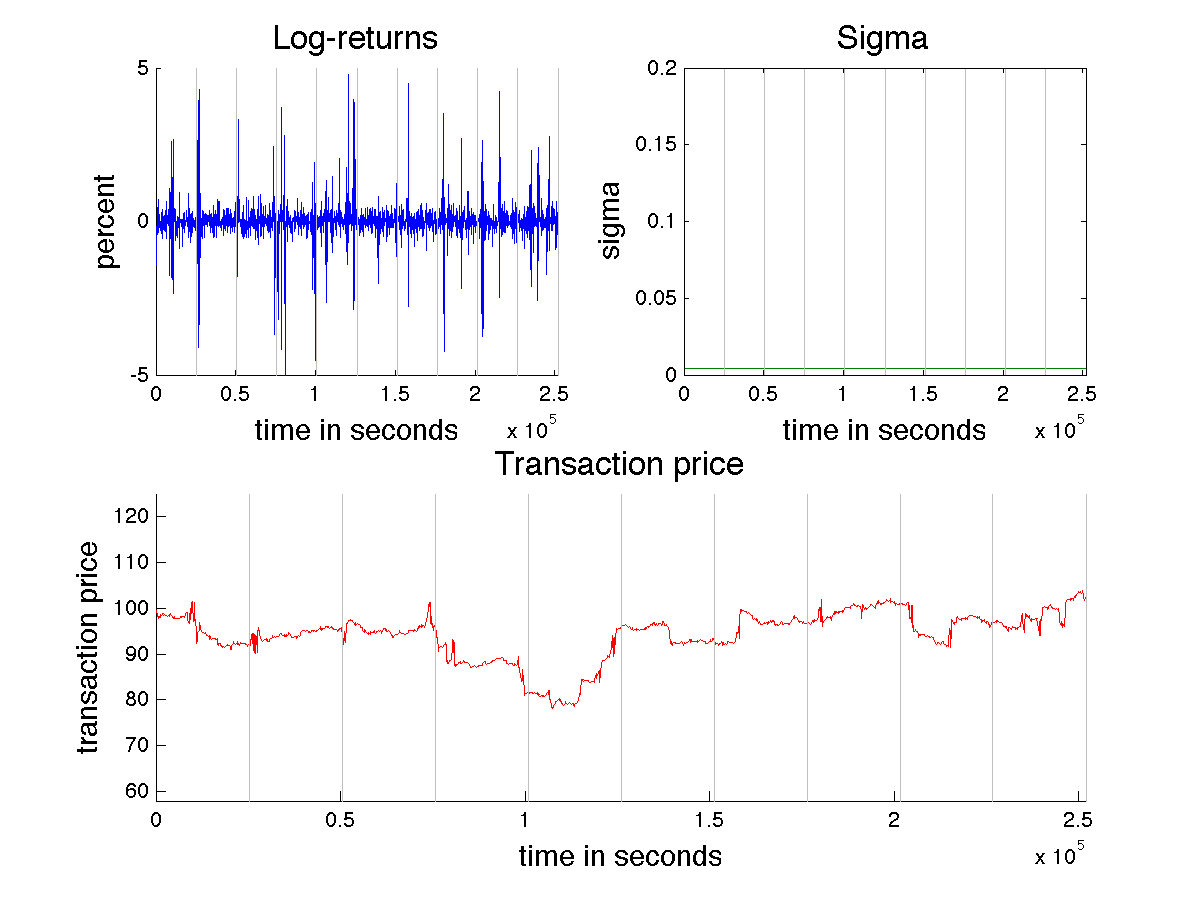 Log-returns
percent
5
0
-5
0 0.5 1 1.5 2 2.5
x 10^5
time in seconds
Sigma
sigma
0.2
0.15
0.1
0.05
0
0 0.5 1 1.5 2 2.5
x 10^5
time in seconds
Transaction price
transaction price
120
110
100
90
80
70
60
0 0.5 1 1.5 2 2.5
x 10^5
time in seconds